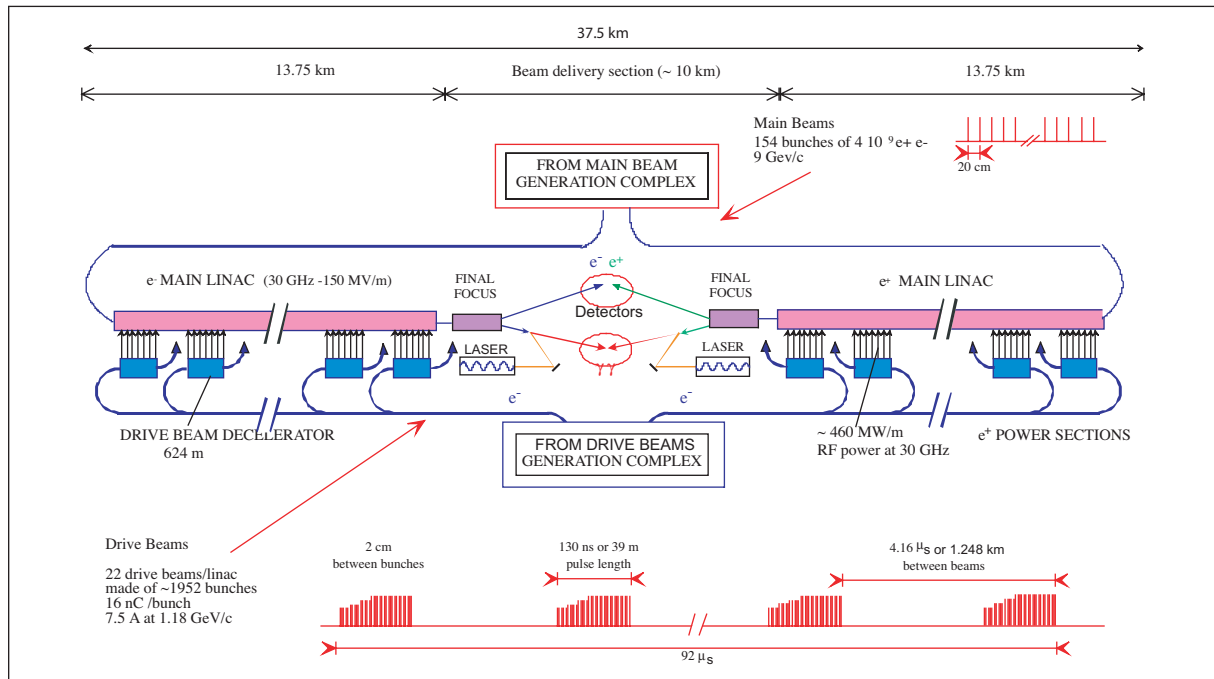 37.5 km
13.75 km
Beam delivery section (~ 10 km)
13.75 km
Main Beams
154 bunches of 4 10 9 e+ e-
9 Gev/c
20 cm
FROM MAIN BEAM
GENERATION COMPLEX
e- MAIN LINAC (30 GHz -150 MV/m)
FINAL
FOCUS
e- e+
Detectors
FINAL
FOCUS
e+ MAIN LINAC
LASER
LASER
e-
e-
DRIVE BEAM DECELERATOR
624 m
FROM DRIVE BEAMS
GENERATION COMPLEX
~ 460 MW/m
RF power at 30 GHz
e+ POWER SECTIONS
Drive Beams
22 drive beams/linac
made of ~1952 bunches
16 nC /bunch
7.5 A at 1.18 GeV/c
2 cm
between bunches
130 ns or 39 m
pulse length
4.16 μs or 1.248 km
between beams
92 μs